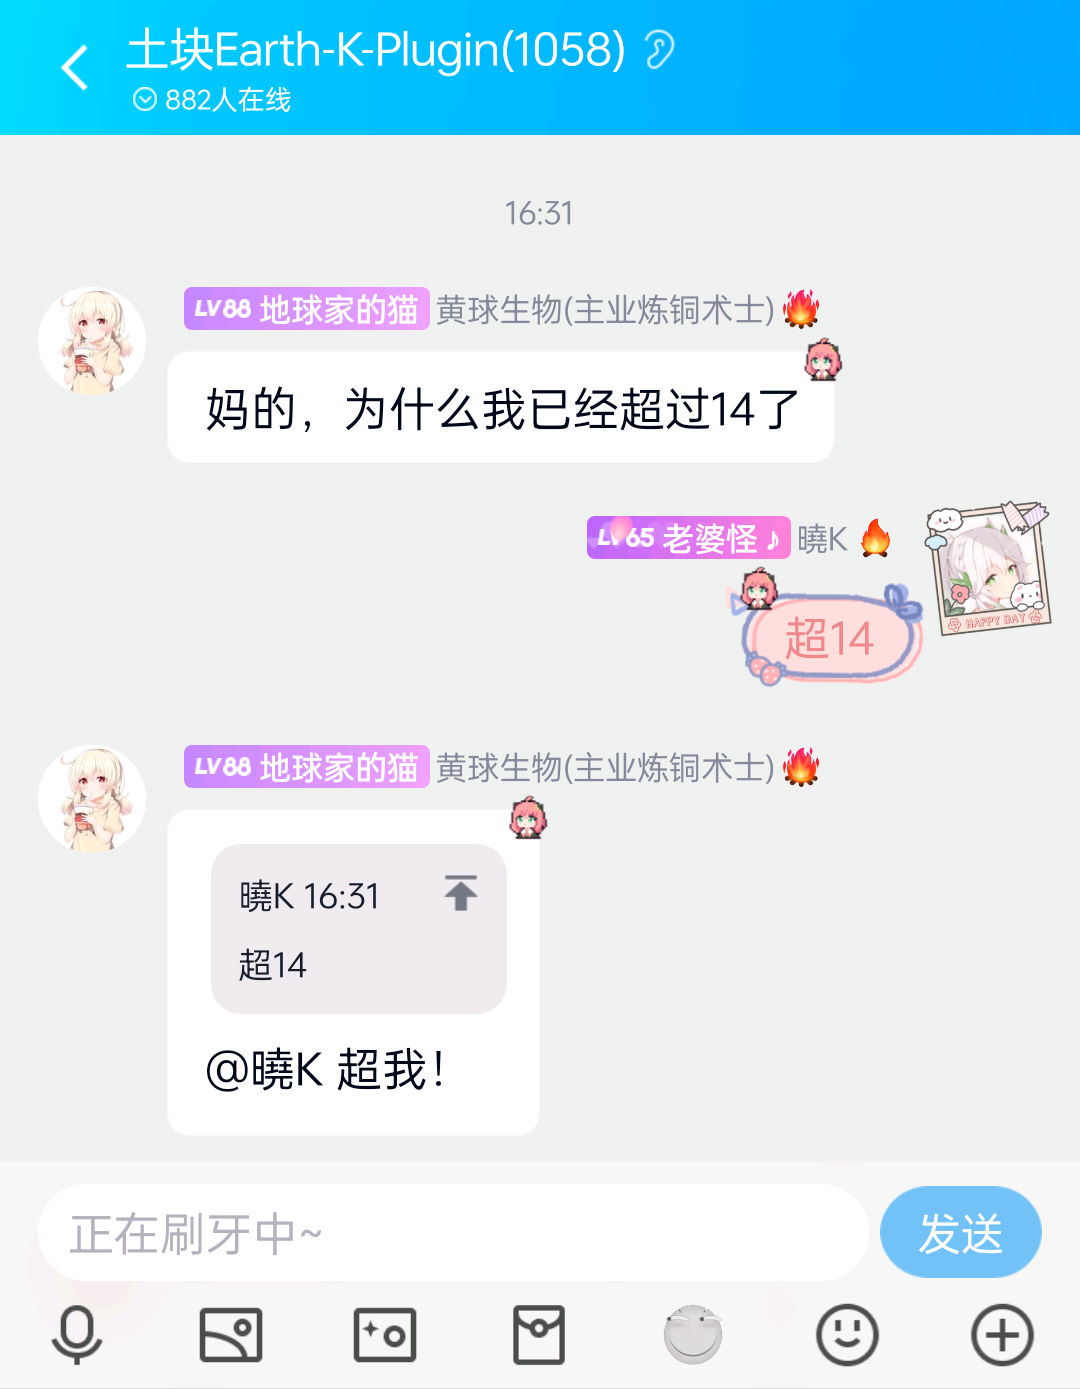 土块Earth-K-Plugin(1058)
882人在线
16:31
LV88 地球家的猫 黄球生物(主业炼铜术士)
妈的，为什么我已经超过14了
LV65 老婆怪♪ 曉K
HAPPY DAY
超14
LV88 地球家的猫 黄球生物(主业炼铜术士)
曉K 16:31
超14
@曉K 超我！
正在刷牙中~
发送